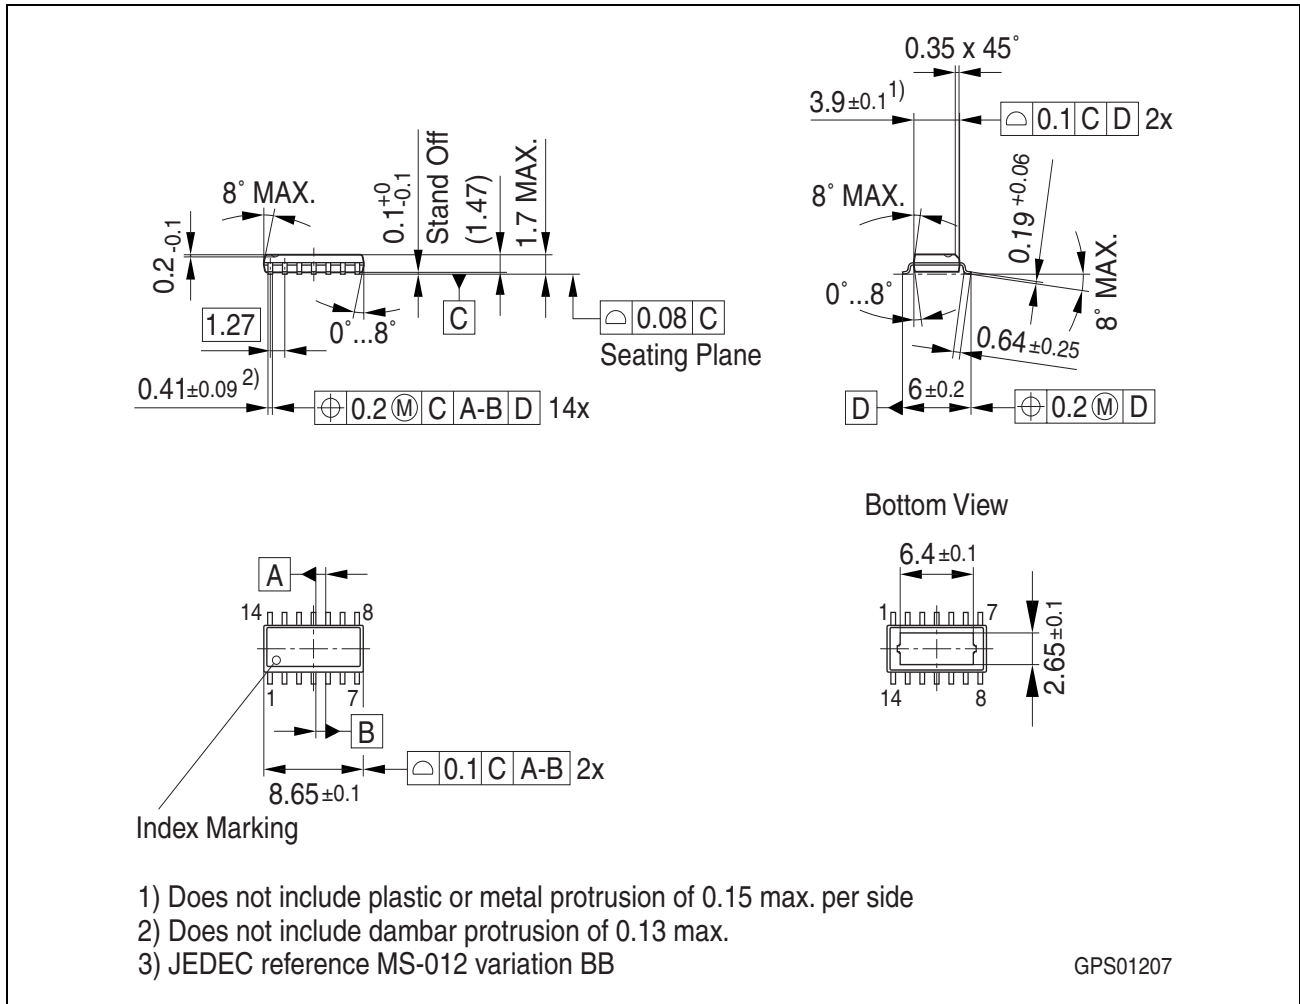 0.35 x 45°
3.9 ±0.1 1)
⌓ 0.1 C D 2x
8° MAX.
0.1 +0 -0.1
Stand Off
(1.47)
1.7 MAX.
8° MAX.
0.19 +0.06
8° MAX.
0.2 -0.1
1.27
0°...8°
C
⌓ 0.08 C
Seating Plane
0°...8°
0.64 ±0.25
0.41 ±0.09 2)
⌖ 0.2 Ⓜ C A-B D 14x
D
6 ±0.2
⌖ 0.2 Ⓜ D
Bottom View
A
14 8
1 7
B
⌓ 0.1 C A-B 2x
8.65 ±0.1
Index Marking
6.4 ±0.1
1 7
2.65 ±0.1
14 8
1) Does not include plastic or metal protrusion of 0.15 max. per side
2) Does not include dambar protrusion of 0.13 max.
3) JEDEC reference MS-012 variation BB
GPS01207